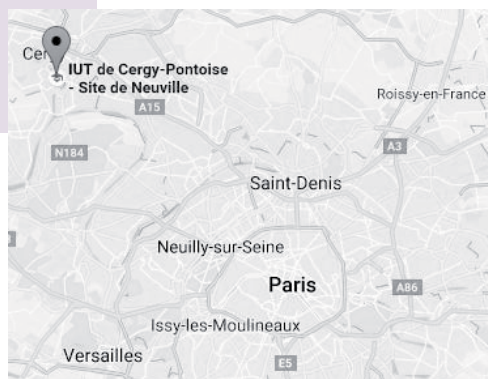 Cer
IUT de Cergy-Pontoise
- Site de Neuville
Roissy-en-France
A15
A3
N184
Saint-Denis
Neuilly-sur-Seine
Paris
A86
Issy-les-Moulineaux
Versailles
E5